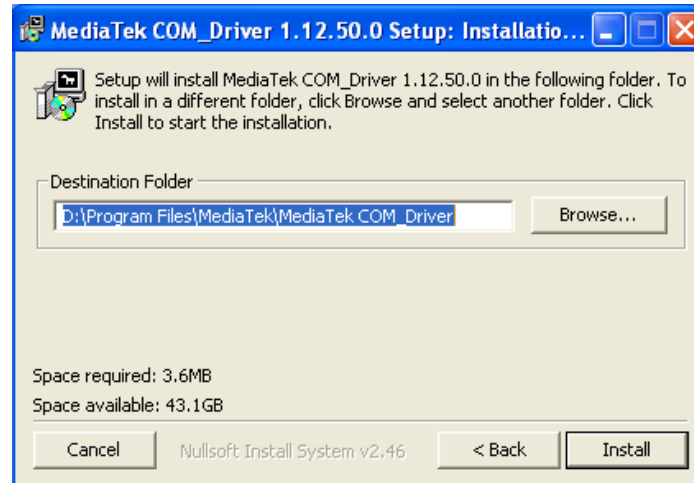 MediaTek COM_Driver 1.12.50.0 Setup: Installatio...
Setup will install MediaTek COM_Driver 1.12.50.0 in the following folder. To
install in a different folder, click Browse and select another folder. Click
Install to start the installation.
Destination Folder
D:\Program Files\MediaTek\MediaTek COM_Driver
Browse...
Space required: 3.6MB
Space available: 43.1GB
Cancel
Nullsoft Install System v2.46
< Back
Install